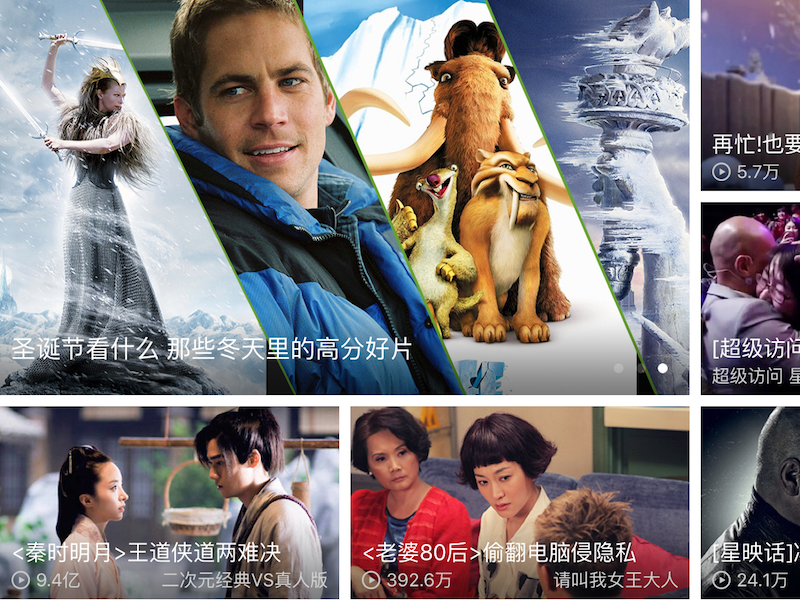 圣诞节看什么 那些冬天里的高分好片
再忙!也要
5.7万
[超级访问
超级访问 星
<秦时明月>王道侠道两难决
9.4亿 二次元经典VS真人版
<老婆80后>偷翻电脑侵隐私
392.6万 请叫我女王大人
[星映话]
24.1万